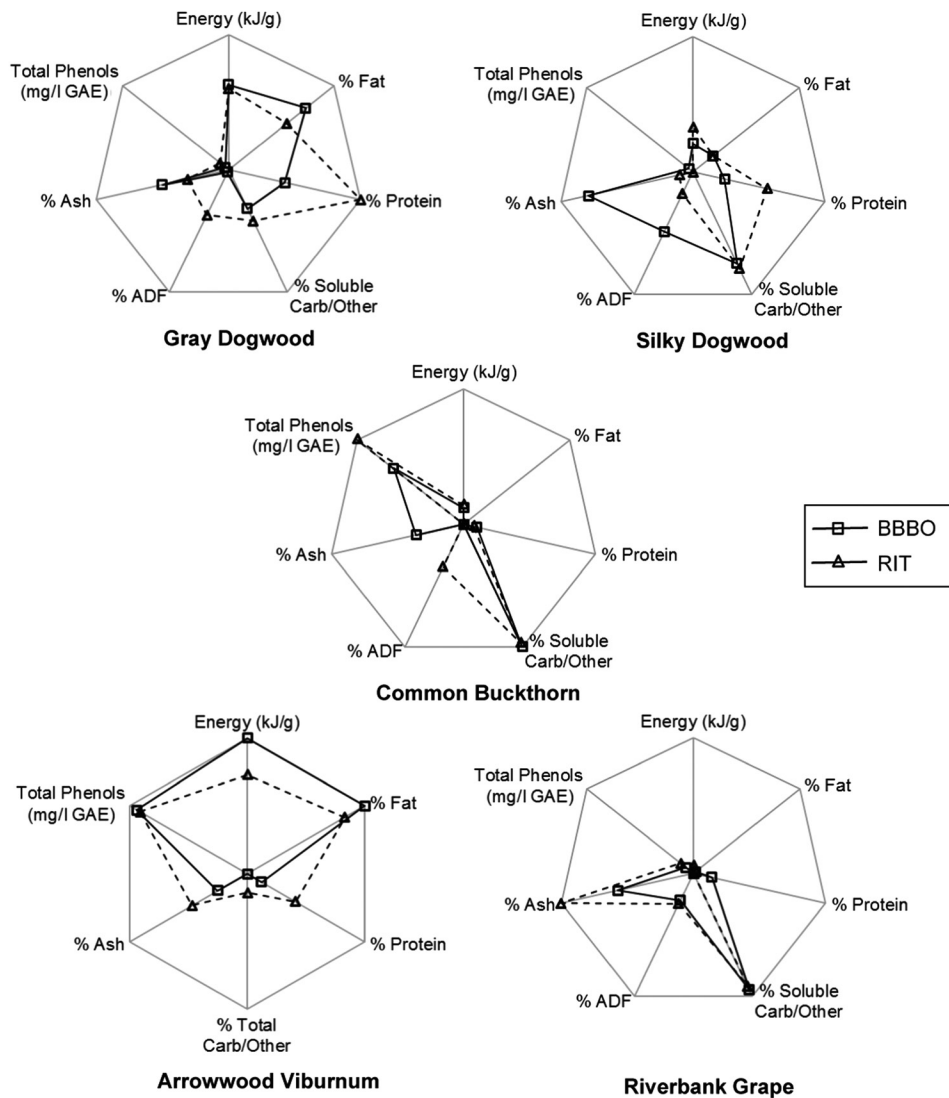 Energy (kJ/g)
Total Phenols
(mg/l GAE)
% Fat
% Ash
% Protein
% ADF
% Soluble
Carb/Other
Gray Dogwood
Energy (kJ/g)
Total Phenols
(mg/l GAE)
% Fat
% Ash
% Protein
% ADF
% Soluble
Carb/Other
Silky Dogwood
Energy (kJ/g)
Total Phenols
(mg/l GAE)
% Fat
% Ash
% Protein
% ADF
% Soluble
Carb/Other
Common Buckthorn
BBBO
RIT
Energy (kJ/g)
Total Phenols
(mg/l GAE)
% Fat
% Ash
% Protein
% Total
Carb/Other
Arrowwood Viburnum
Energy (kJ/g)
Total Phenols
(mg/l GAE)
% Fat
% Ash
% Protein
% ADF
% Soluble
Carb/Other
Riverbank Grape